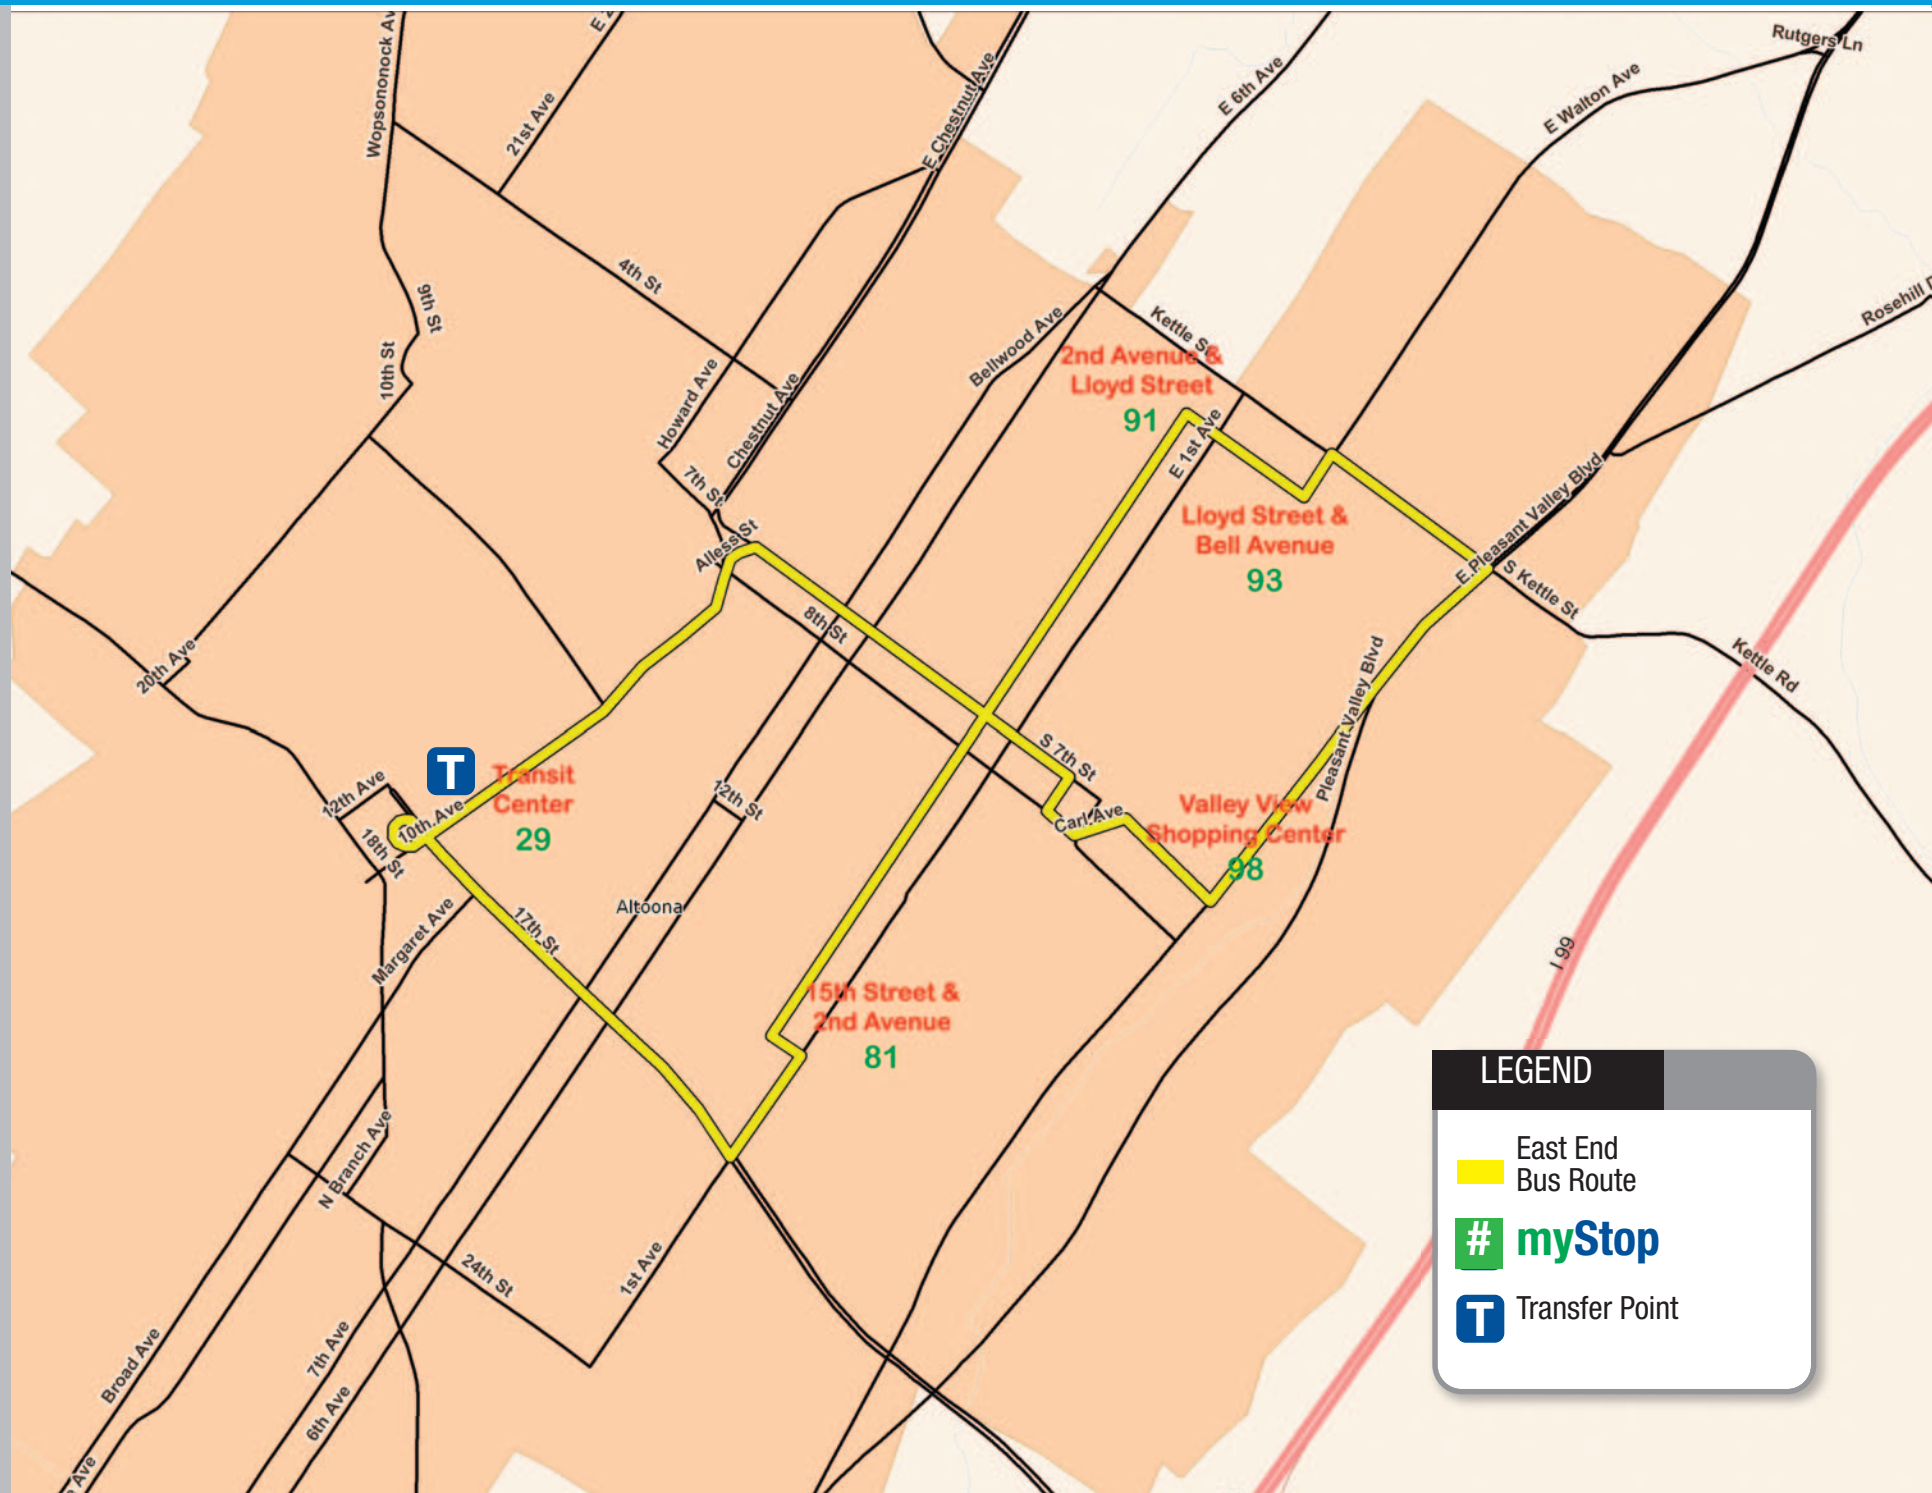 Wopsononock Av
E 2
21st Ave
E Chestnut Ave
E 6th Ave
E Walton Ave
Rutgers Ln
4th St
9th St
10th St
Howard Ave
Chestnut Ave
7th St
Alless St
8th St
Bellwood Ave
Kettle St
2nd Avenue &
Lloyd Street
91
E 1st Ave
Lloyd Street &
Bell Avenue
93
Rosehill
E Pleasant Valley Blvd
S Kettle St
Kettle Rd
Pleasant Valley Blvd
20th Ave
12th Ave
T
Transit
Center
29
10th Ave
18th St
12th St
S 7th St
Carl Ave
Valley View
Shopping Center
98
Altoona
Margaret Ave
17th St
I 99
15th Street &
2nd Avenue
81
N Branch Ave
24th St
1st Ave
Broad Ave
7th Ave
6th Ave
Ave
LEGEND
East End
Bus Route
# myStop
T Transfer Point